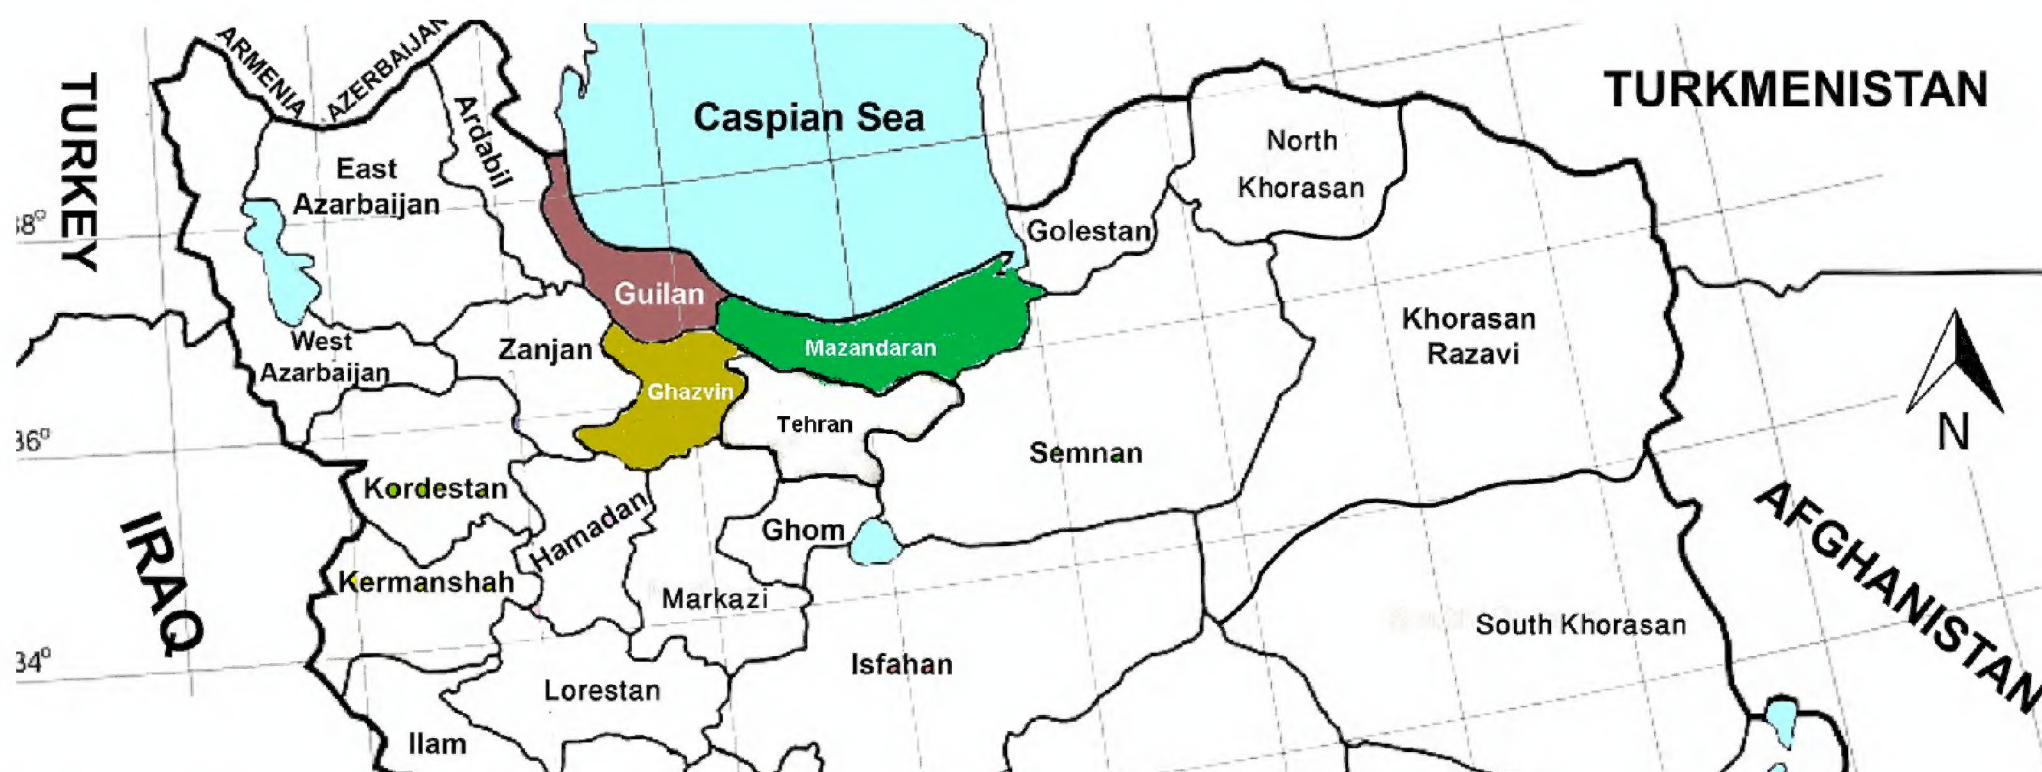 ARMENIA
AZERBAIJAN
TURKEY
Caspian Sea
TURKMENISTAN
Ardabil
East
Azarbaijan
North
Khorasan
Golestan
38°
Guilan
Khorasan
Razavi
West
Azarbaijan
Zanjan
Mazandaran
Ghazvin
Tehran
N
36°
Semnan
Kordestan
Hamadan
Ghom
IRAQ
AFGHANISTAN
Kermanshah
Markazi
South Khorasan
34°
Isfahan
Lorestan
Ilam